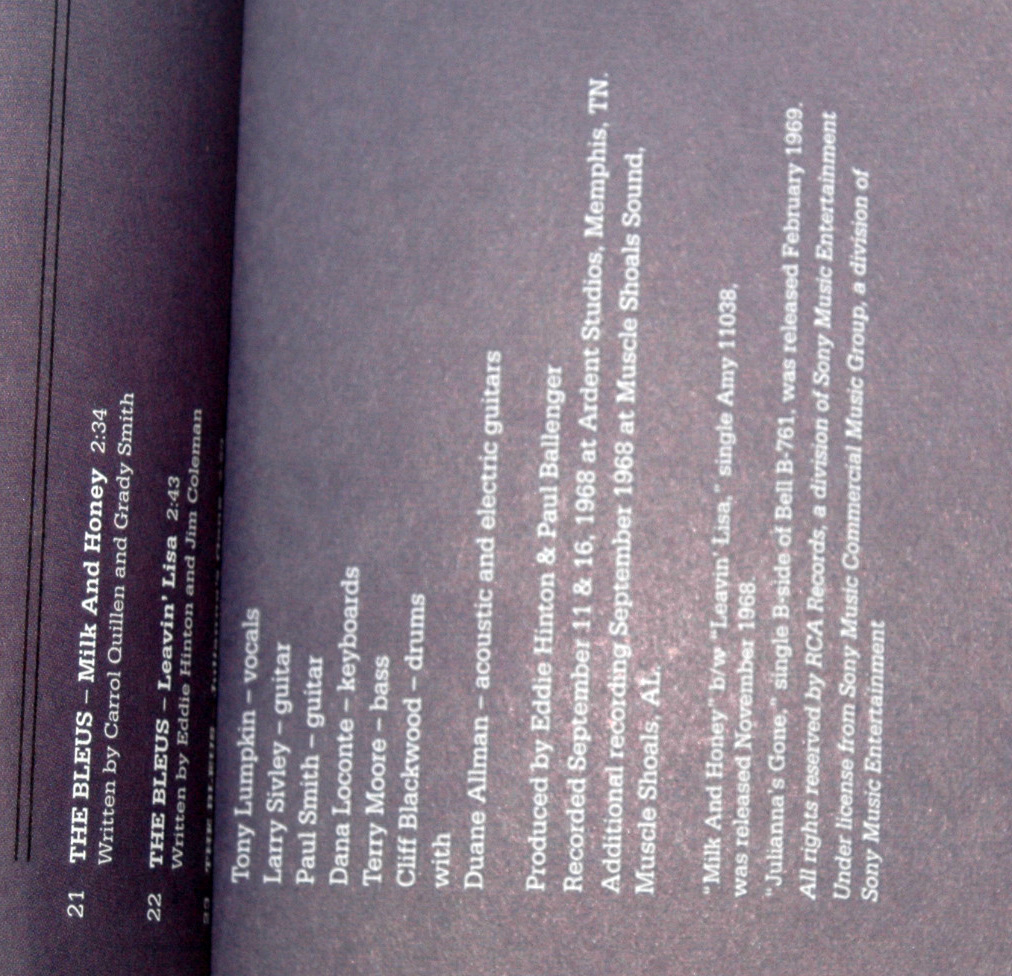 21 THE BLEUS – Milk And Honey 2:34
Written by Carrol Quillen and Grady Smith
22 THE BLEUS – Leavin' Lisa 2:43
Written by Eddie Hinton and Jim Coleman
Tony Lumpkin – vocals
Larry Sivley – guitar
Paul Smith – guitar
Dana Loconte – keyboards
Terry Moore – bass
Cliff Blackwood – drums
with
Duane Allman – acoustic and electric guitars
Produced by Eddie Hinton & Paul Ballenger
Recorded September 11 & 16, 1968 at Ardent Studios, Memphis, TN.
Additional recording September 1968 at Muscle Shoals Sound,
Muscle Shoals, AL.
"Milk And Honey" b/w "Leavin' Lisa," single Amy 11038,
was released November 1968.
"Julianna's Gone," single B-side of Bell B-761, was released February 1969.
All rights reserved by RCA Records, a division of Sony Music Entertainment
Under license from Sony Music Commercial Music Group, a division of
Sony Music Entertainment